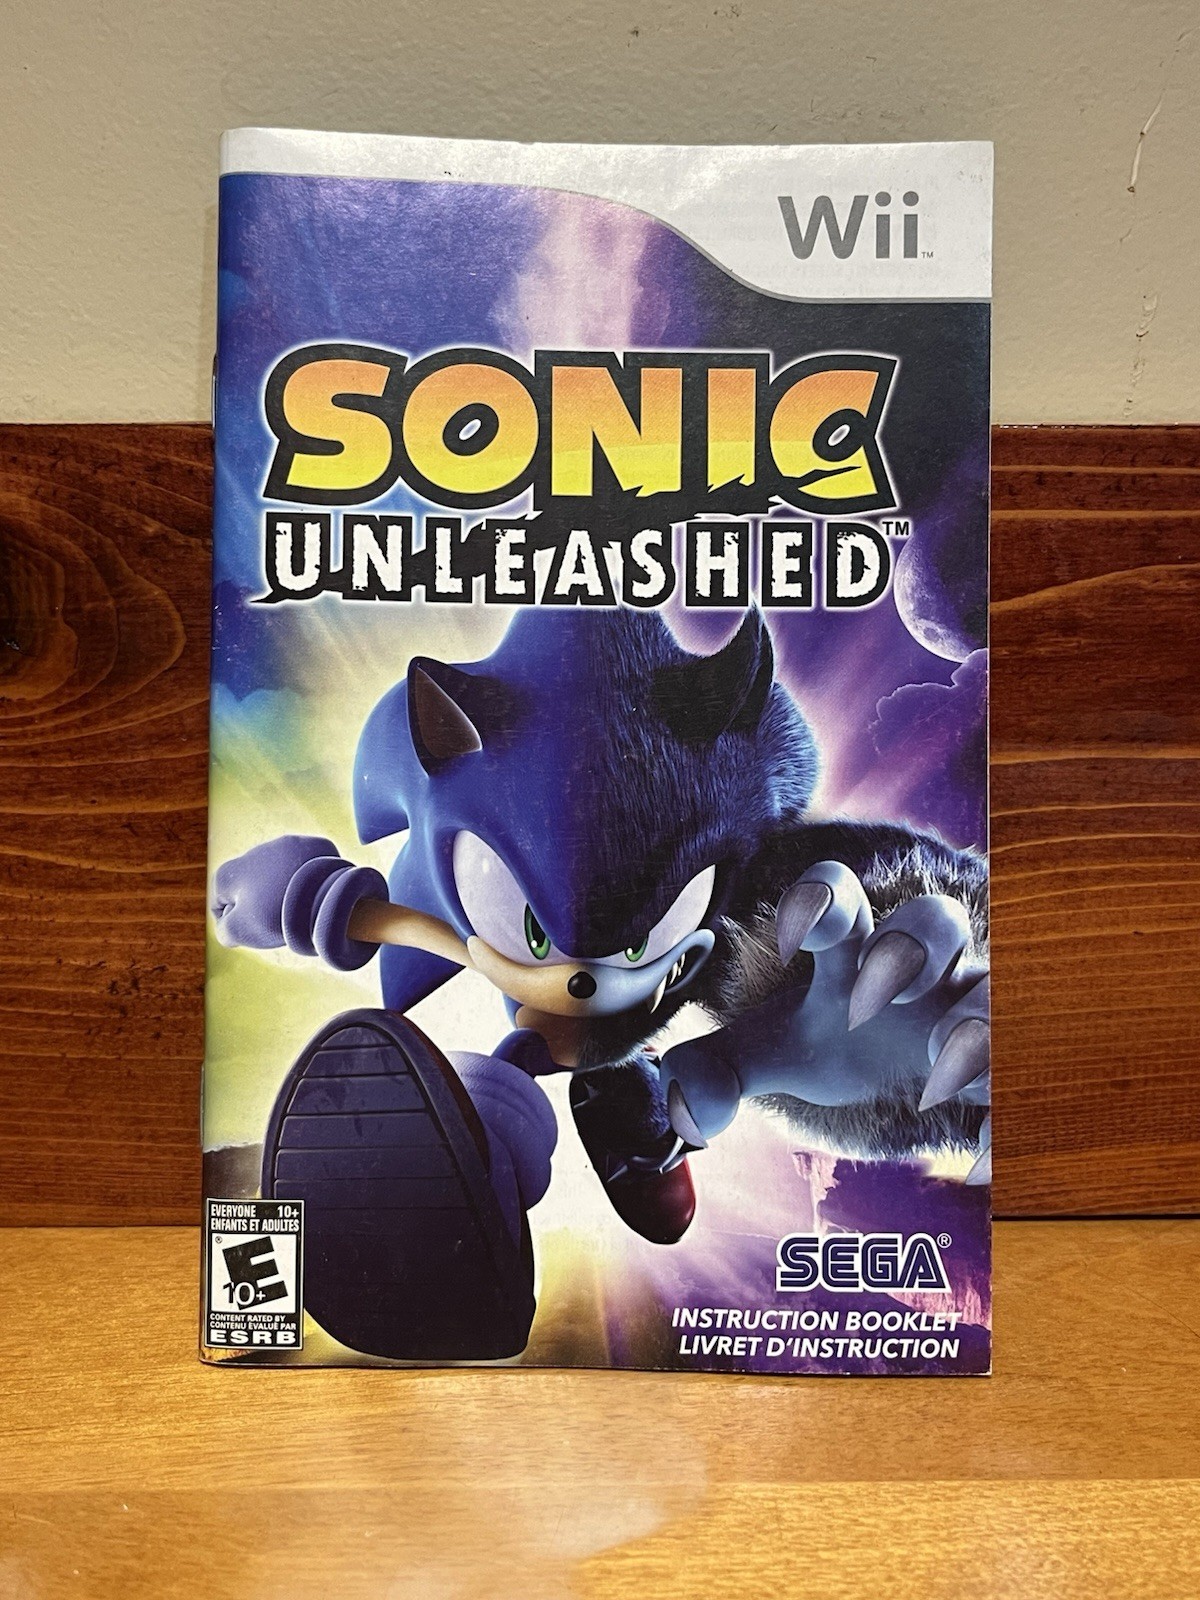 Wii™
SONIC
UNLEASHED™
EVERYONE 10+
ENFANTS ET ADULTES
®
E
10+
CONTENT RATED BY
CONTENU ÉVALUÉ PAR
ESRB
SEGA®
INSTRUCTION BOOKLET
LIVRET D'INSTRUCTION